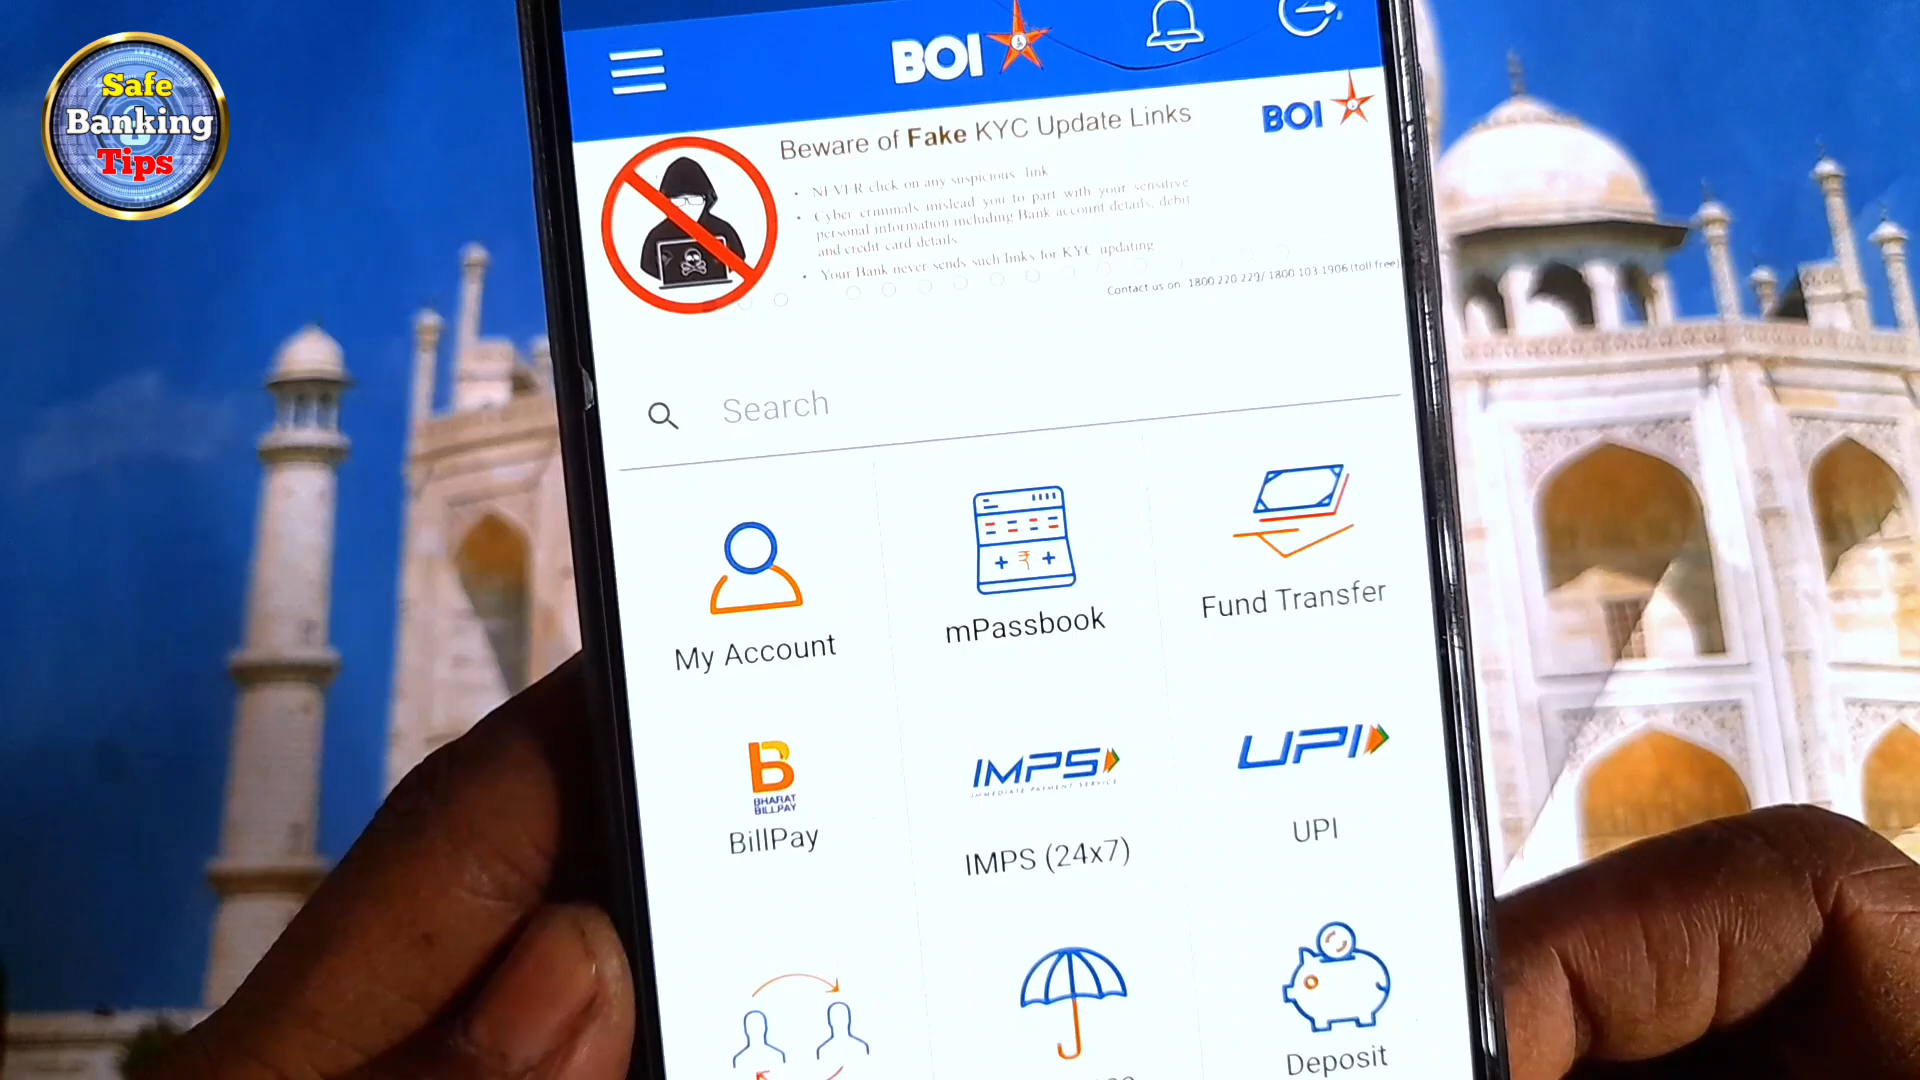 Safe
Banking
Tips
BOI
BOI
Beware of Fake KYC Update Links
• NEVER click on any suspicious link
• Cyber criminals mislead you to part with your sensitive
personal information including Bank account details, debit
and credit card details.
• Your Bank never sends such links for KYC updating
Contact us on 1800 220 229/ 1800 103 1906 (toll free)
Search
My Account
mPassbook
Fund Transfer
BHARAT
BILLPAY
BillPay
IMPS
IMMEDIATE PAYMENT SERVICE
IMPS (24x7)
UPI
UPI
Deposit